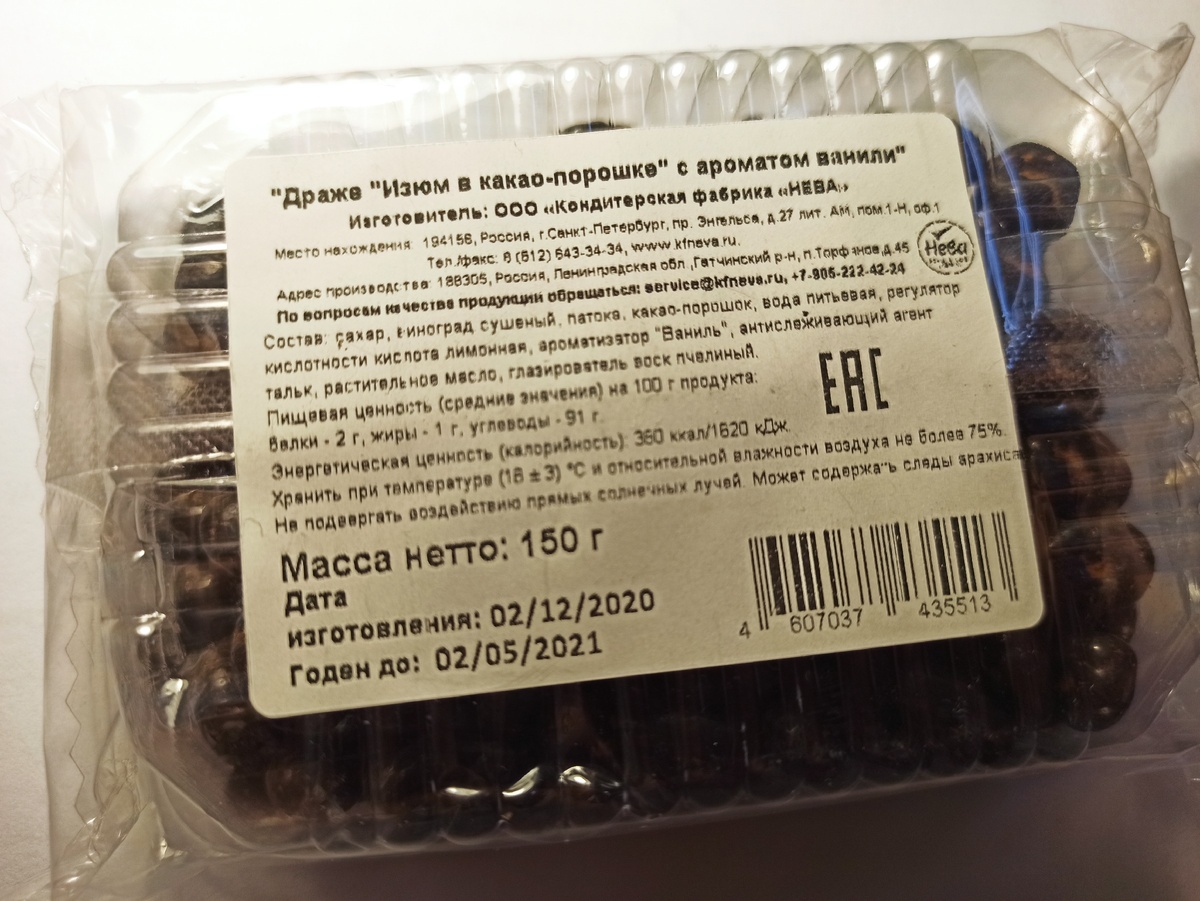 "Драже "Изюм в какао-порошке" с ароматом ванили"
Изготовитель: ООО «Кондитерская фабрика «НЕВА»
Место нахождения: 194156, Россия, г.Санкт-Петербург, пр. Энгельса, д.27 лит. АМ, пом.1-Н, оф.1
Тел./факс: 8 (812) 643-34-34, www.kfneva.ru.
Адрес производства: 188305, Россия, Ленинградская обл.,Гатчинский р-н, п.Торфяное,д.45
Нева
По вопросам качества продукции обращаться: service@kfneva.ru, +7-905-222-42-24
Состав: сахар, виноград сушеный, патока, какао-порошок, вода питьевая, регулятор
кислотности кислота лимонная, ароматизатор "Ваниль", антислеживающий агент
тальк, растительное масло, глазирователь воск пчелиный.
Пищевая ценность (средние значения) на 100 г продукта:
белки - 2 г, жиры - 1 г, углеводы - 91 г.
Энергетическая ценность (калорийность): 380 ккал/1620 кДж.
EAC
Хранить при температуре (18 ± 3) °С и относительной влажности воздуха не более 75%.
Не подвергать воздействию прямых солнечных лучей. Может содержать следы арахиса
Масса нетто: 150 г
Дата
изготовления: 02/12/2020
Годен до: 02/05/2021
4 607037 435513